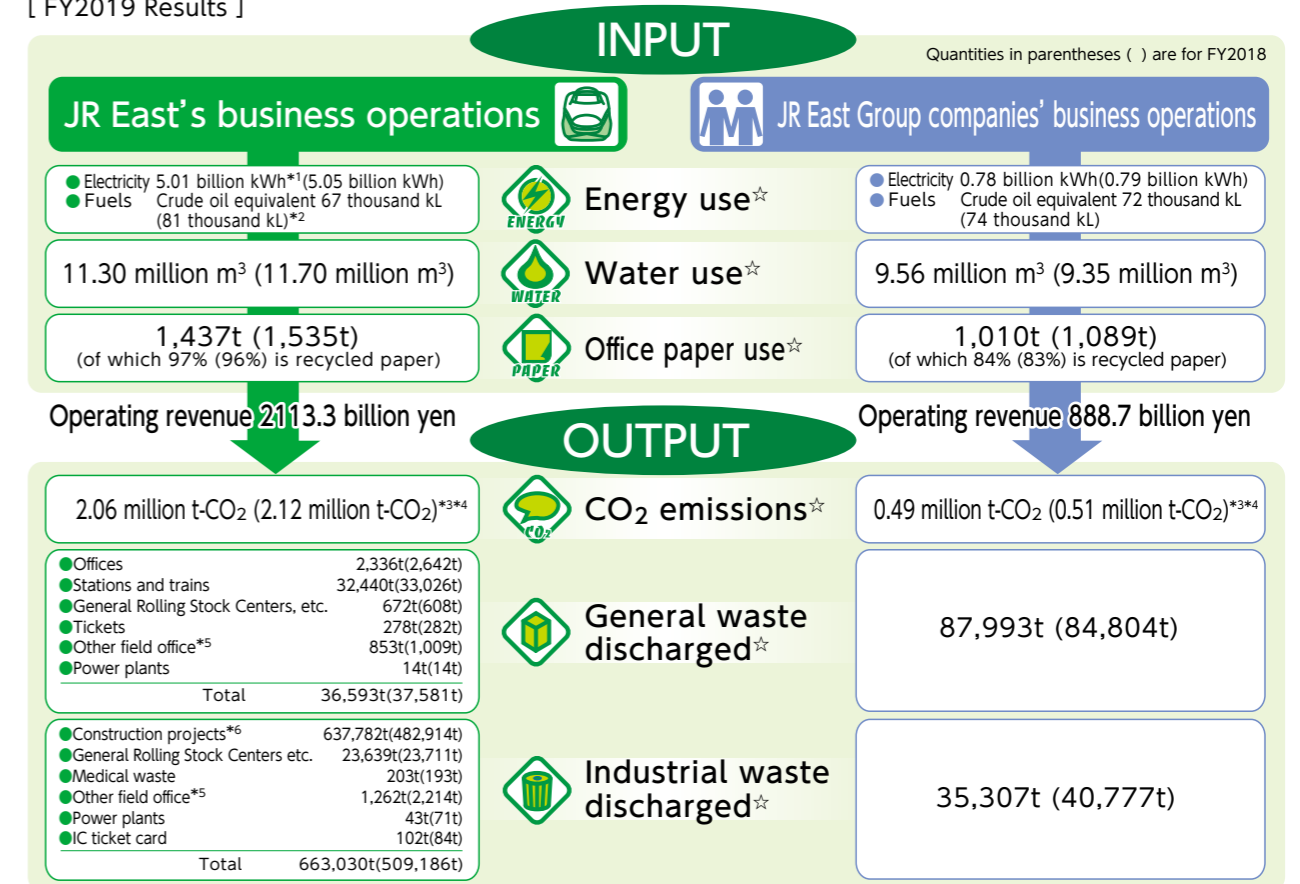 [ FY2019 Results ]
INPUT
Quantities in parentheses ( ) are for FY2018
JR East's business operations
JR East Group companies' business operations
● Electricity 5.01 billion kWh*1(5.05 billion kWh)
● Fuels Crude oil equivalent 67 thousand kL
(81 thousand kL)*2
ENERGY
Energy use☆
● Electricity 0.78 billion kWh(0.79 billion kWh)
● Fuels Crude oil equivalent 72 thousand kL
(74 thousand kL)
11.30 million m³ (11.70 million m³)
WATER
Water use☆
9.56 million m³ (9.35 million m³)
1,437t (1,535t)
(of which 97% (96%) is recycled paper)
PAPER
Office paper use☆
1,010t (1,089t)
(of which 84% (83%) is recycled paper)
Operating revenue 2113.3 billion yen
Operating revenue 888.7 billion yen
OUTPUT
2.06 million t-CO₂ (2.12 million t-CO₂)*3*4
CO₂
CO₂ emissions☆
0.49 million t-CO₂ (0.51 million t-CO₂)*3*4
●Offices 2,336t(2,642t)
●Stations and trains 32,440t(33,026t)
●General Rolling Stock Centers, etc. 672t(608t)
●Tickets 278t(282t)
●Other field office*5 853t(1,009t)
●Power plants 14t(14t)
Total 36,593t(37,581t)
General waste
discharged☆
87,993t (84,804t)
●Construction projects*6 637,782t(482,914t)
●General Rolling Stock Centers etc. 23,639t(23,711t)
●Medical waste 203t(193t)
●Other field office*5 1,262t(2,214t)
●Power plants 43t(71t)
●IC ticket card 102t(84t)
Total 663,030t(509,186t)
Industrial waste
discharged☆
35,307t (40,777t)